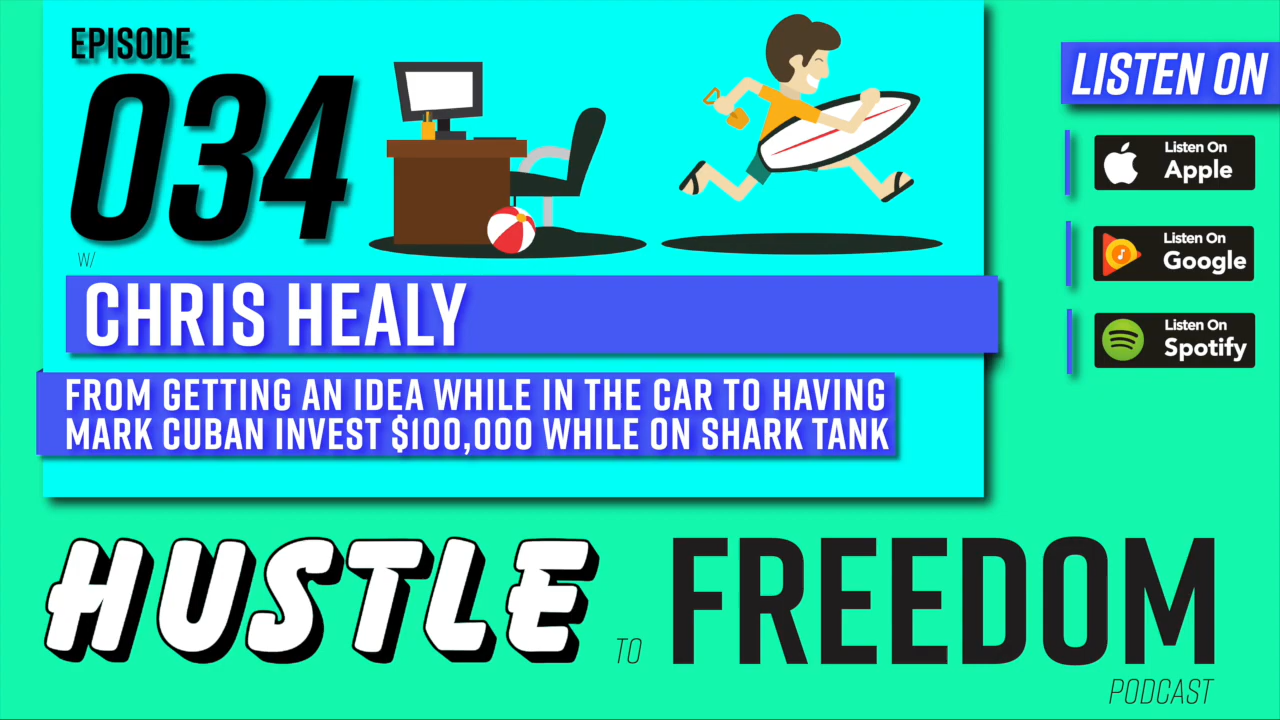 EPISODE
034
W/
CHRIS HEALY
FROM GETTING AN IDEA WHILE IN THE CAR TO HAVING
MARK CUBAN INVEST $100,000 WHILE ON SHARK TANK
HUSTLE TO FREEDOM
PODCAST
LISTEN ON
Listen On
Apple
Listen On
Google
Listen On
Spotify